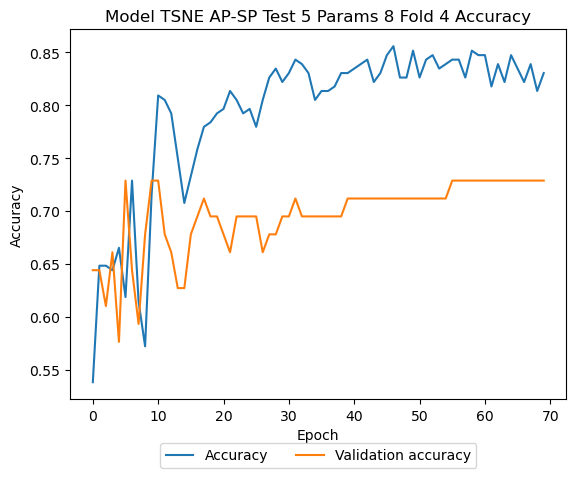 Model TSNE AP-SP Test 5 Params 8 Fold 4 Accuracy
0.85
0.80
0.75
0.70
0.65
0.60
0.55
Accuracy
0 10 20 30 40 50 60 70
Epoch
Accuracy Validation accuracy